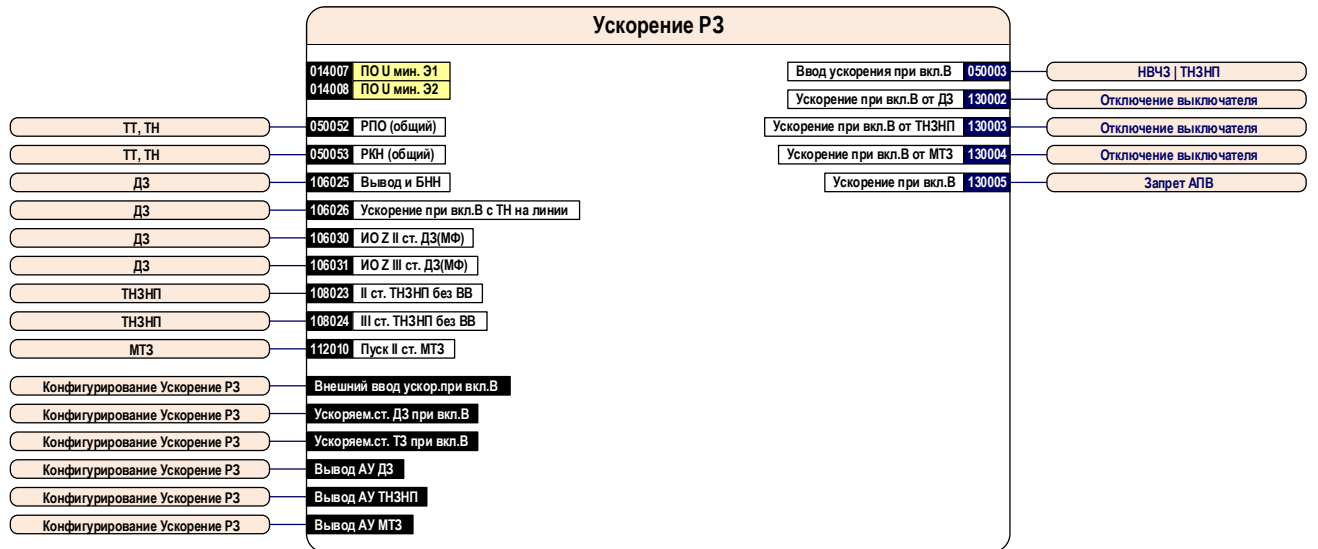 Ускорение РЗ
014007 ПО U мин. Э1
014008 ПО U мин. Э2
Ввод ускорения при вкл.В 050003 НВЧЗ | ТНЗНП
Ускорение при вкл.В от ДЗ 130002 Отключение выключателя
ТТ, ТН 050052 РПО (общий)
Ускорение при вкл.В от ТНЗНП 130003 Отключение выключателя
ТТ, ТН 050053 РКН (общий)
Ускорение при вкл.В от МТЗ 130004 Отключение выключателя
ДЗ 106025 Вывод и БНН
Ускорение при вкл.В 130005 Запрет АПВ
ДЗ 106026 Ускорение при вкл.В с ТН на линии
ДЗ 106030 ИО Z II ст. ДЗ(МФ)
ДЗ 106031 ИО Z III ст. ДЗ(МФ)
ТНЗНП 108023 II ст. ТНЗНП без ВВ
ТНЗНП 108024 III ст. ТНЗНП без ВВ
МТЗ 112010 Пуск II ст. МТЗ
Конфигурирование Ускорение РЗ Внешний ввод ускор.при вкл.В
Конфигурирование Ускорение РЗ Ускоряем.ст. ДЗ при вкл.В
Конфигурирование Ускорение РЗ Ускоряем.ст. ТЗ при вкл.В
Конфигурирование Ускорение РЗ Вывод АУ ДЗ
Конфигурирование Ускорение РЗ Вывод АУ ТНЗНП
Конфигурирование Ускорение РЗ Вывод АУ МТЗ